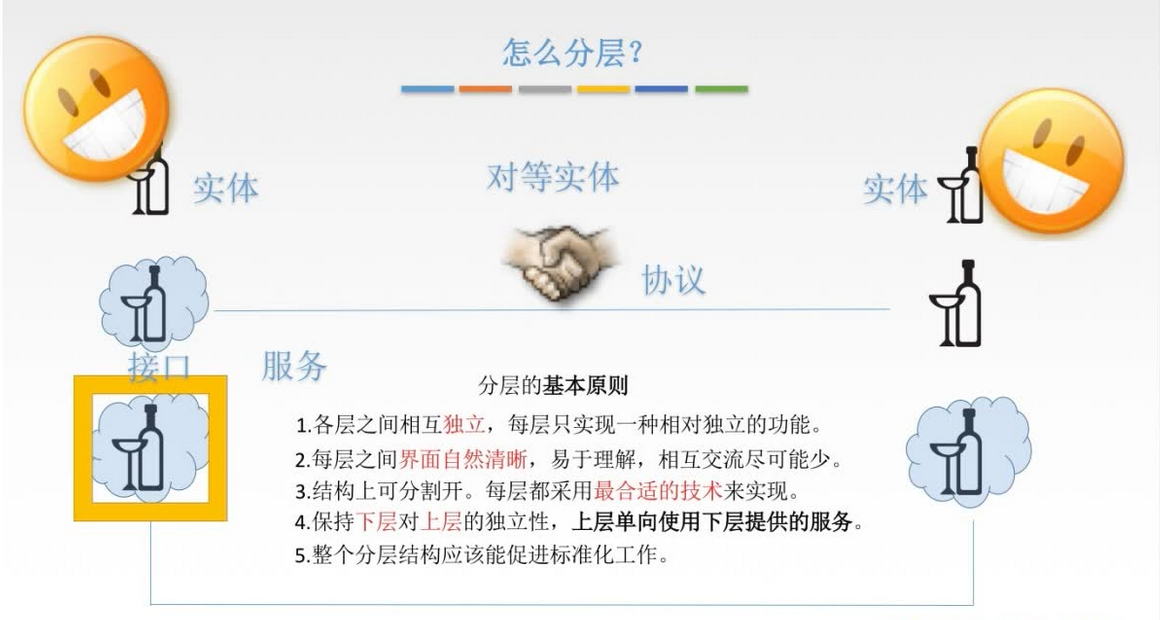 怎么分层？
实体
对等实体
实体
协议
接口
服务
分层的基本原则
1.各层之间相互独立，每层只实现一种相对独立的功能。
2.每层之间界面自然清晰，易于理解，相互交流尽可能少。
3.结构上可分割开。每层都采用最合适的技术来实现。
4.保持下层对上层的独立性，上层单向使用下层提供的服务。
5.整个分层结构应该能促进标准化工作。